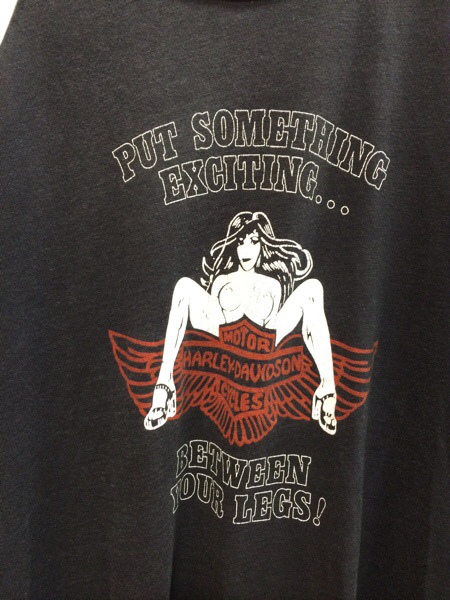 PUT SOMETHING
EXCITING...
MOTOR
HARLEY-DAVIDSON
CYCLES
BETWEEN
YOUR LEGS!